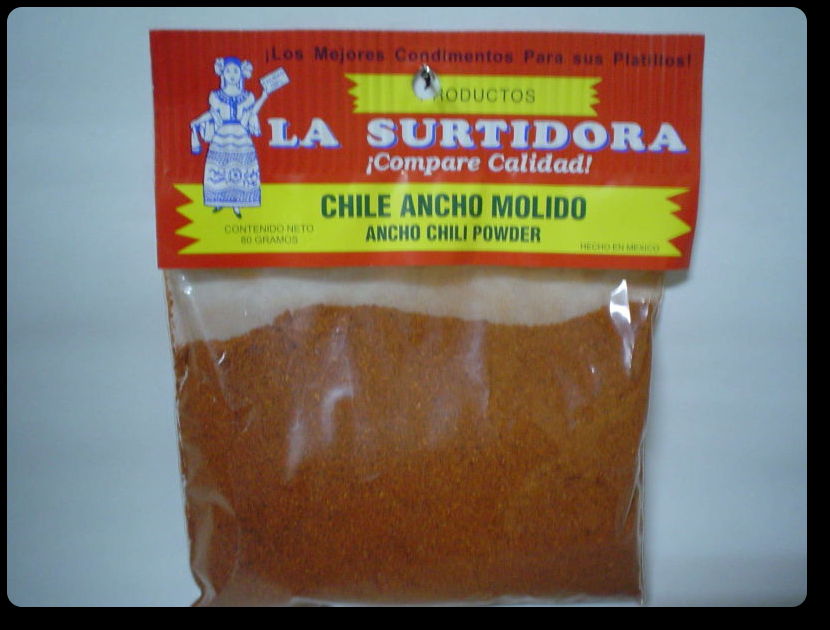 ¡Los Mejores Condimentos Para sus Platillos!
PRODUCTOS
LA SURTIDORA
¡Compare Calidad!
CHILE ANCHO MOLIDO
ANCHO CHILI POWDER
CONTENIDO NETO
80 GRAMOS
HECHO EN MEXICO